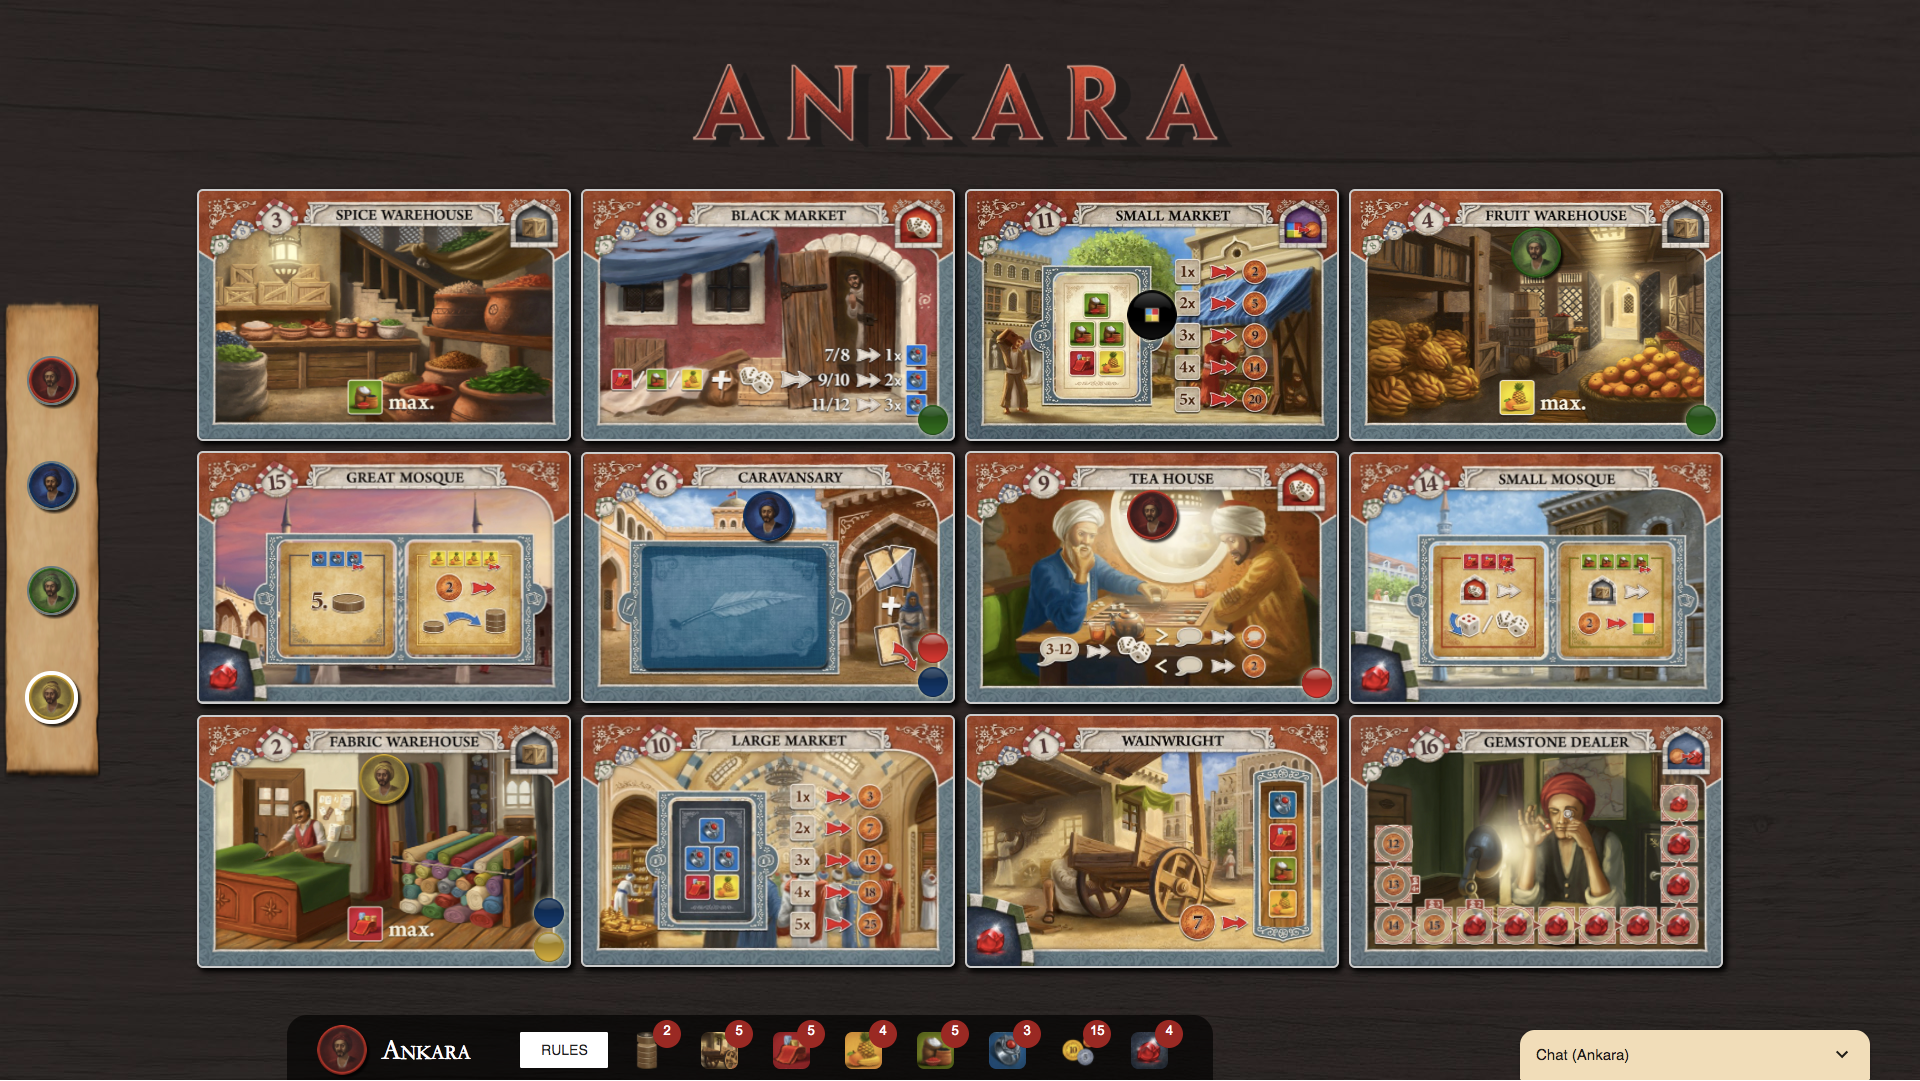 ANKARA
3
SPICE WAREHOUSE
max.
8
BLACK MARKET
7/8 1x
9/10 2x
11/12 3x
11
SMALL MARKET
1x 2
2x 5
3x 9
4x 14
5x 20
4
FRUIT WAREHOUSE
max.
15
GREAT MOSQUE
5.
2
6
CARAVANSARY
9
TEA HOUSE
3-12
>
< 2
14
SMALL MOSQUE
2
2
FABRIC WAREHOUSE
max.
10
LARGE MARKET
1x 3
2x 7
3x 12
4x 18
5x 25
1
WAINWRIGHT
7
16
GEMSTONE DEALER
12
13
14 15
ANKARA
RULES
2
5
5
4
5
3
10
15
4
Chat (Ankara)